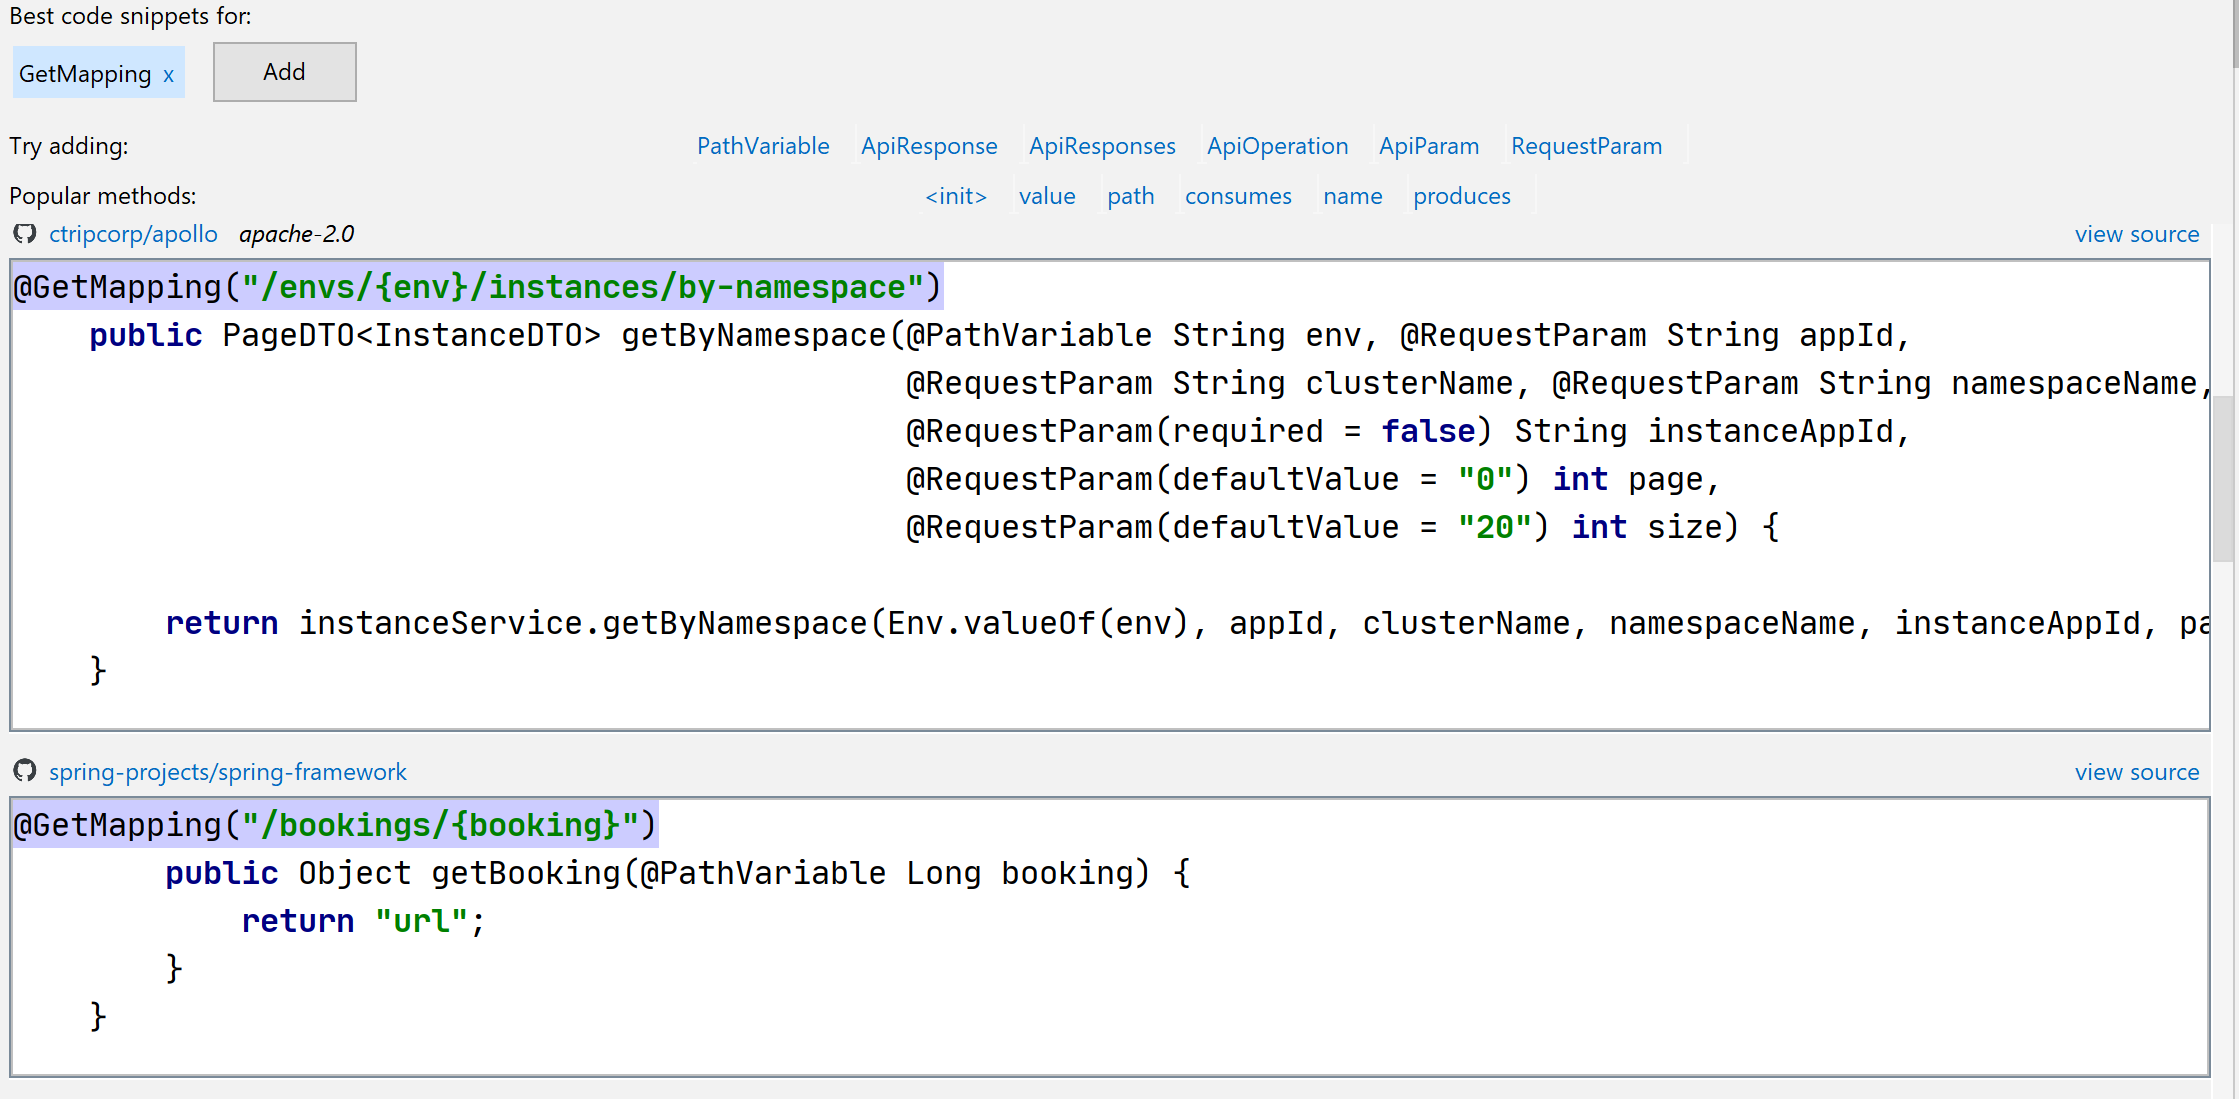 Best code snippets for:
GetMapping x Add
Try adding: PathVariable ApiResponse ApiResponses ApiOperation ApiParam RequestParam
Popular methods: <init> value path consumes name produces
ctripcorp/apollo apache-2.0 view source
@GetMapping("/envs/{env}/instances/by-namespace")
public PageDTO<InstanceDTO> getByNamespace(@PathVariable String env, @RequestParam String appId,
@RequestParam String clusterName, @RequestParam String namespaceName,
@RequestParam(required = false) String instanceAppId,
@RequestParam(defaultValue = "0") int page,
@RequestParam(defaultValue = "20") int size) {
return instanceService.getByNamespace(Env.valueOf(env), appId, clusterName, namespaceName, instanceAppId, pa
}
spring-projects/spring-framework view source
@GetMapping("/bookings/{booking}")
public Object getBooking(@PathVariable Long booking) {
return "url";
}
}